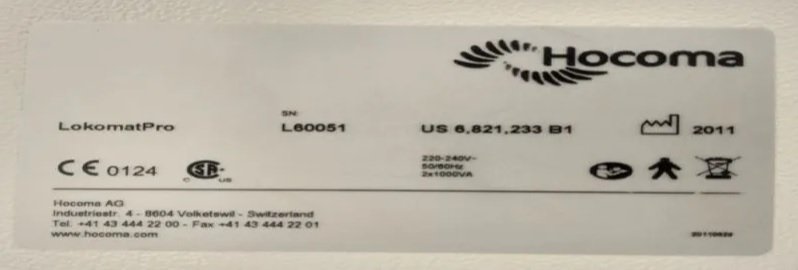 Hocoma
SN:
LokomatPro L60051 US 6,821,233 B1 2011
CE 0124 C SA US
220-240V~
50/60Hz
2x1000VA
Hocoma AG
Industriestr. 4 - 8604 Volketswil - Switzerland
Tel. +41 43 444 22 00 - Fax +41 43 444 22 01
www.hocoma.com